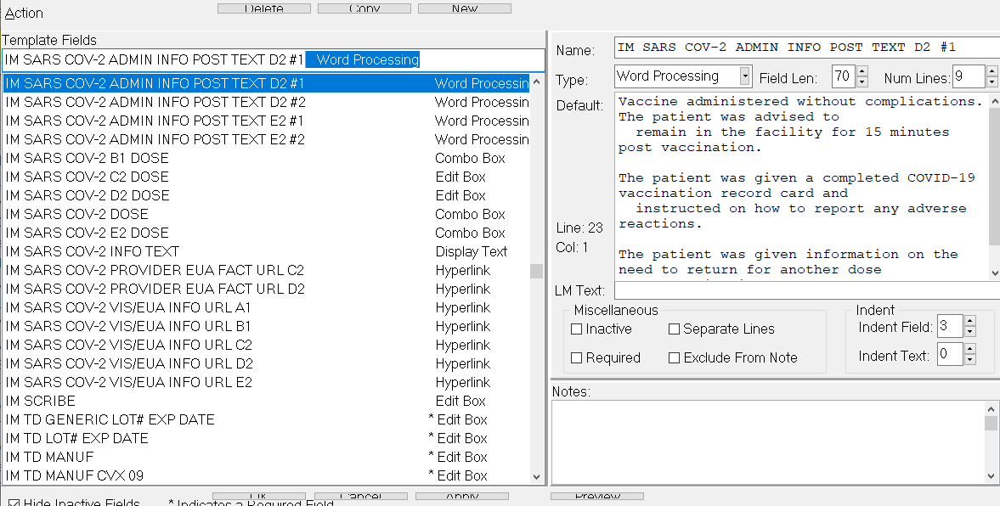 Action
Delete Copy New
Template Fields
IM SARS COV-2 ADMIN INFO POST TEXT D2 #1 Word Processing
IM SARS COV-2 ADMIN INFO POST TEXT D2 #1 Word Processin
IM SARS COV-2 ADMIN INFO POST TEXT D2 #2 Word Processin
IM SARS COV-2 ADMIN INFO POST TEXT E2 #1 Word Processin
IM SARS COV-2 ADMIN INFO POST TEXT E2 #2 Word Processin
IM SARS COV-2 B1 DOSE Combo Box
IM SARS COV-2 C2 DOSE Edit Box
IM SARS COV-2 D2 DOSE Edit Box
IM SARS COV-2 DOSE Combo Box
IM SARS COV-2 E2 DOSE Combo Box
IM SARS COV-2 INFO TEXT Display Text
IM SARS COV-2 PROVIDER EUA FACT URL C2 Hyperlink
IM SARS COV-2 PROVIDER EUA FACT URL D2 Hyperlink
IM SARS COV-2 VIS/EUA INFO URL A1 Hyperlink
IM SARS COV-2 VIS/EUA INFO URL B1 Hyperlink
IM SARS COV-2 VIS/EUA INFO URL C2 Hyperlink
IM SARS COV-2 VIS/EUA INFO URL D2 Hyperlink
IM SARS COV-2 VIS/EUA INFO URL E2 Hyperlink
IM SCRIBE Edit Box
IM TD GENERIC LOT# EXP DATE * Edit Box
IM TD LOT# EXP DATE * Edit Box
IM TD MANUF * Edit Box
IM TD MANUF CVX 09 * Edit Box
Name: IM SARS COV-2 ADMIN INFO POST TEXT D2 #1
Type: Word Processing Field Len: 70 Num Lines: 9
Default: Vaccine administered without complications.
The patient was advised to
remain in the facility for 15 minutes
post vaccination.
The patient was given a completed COVID-19
vaccination record card and
instructed on how to report any adverse
reactions.
The patient was given information on the
need to return for another dose
Line: 23
Col: 1
LM Text:
Miscellaneous
Inactive Separate Lines
Required Exclude From Note
Indent
Indent Field: 3
Indent Text: 0
Notes:
OK Cancel Apply Preview
Hide Inactive Fields * Indicates a Required Field